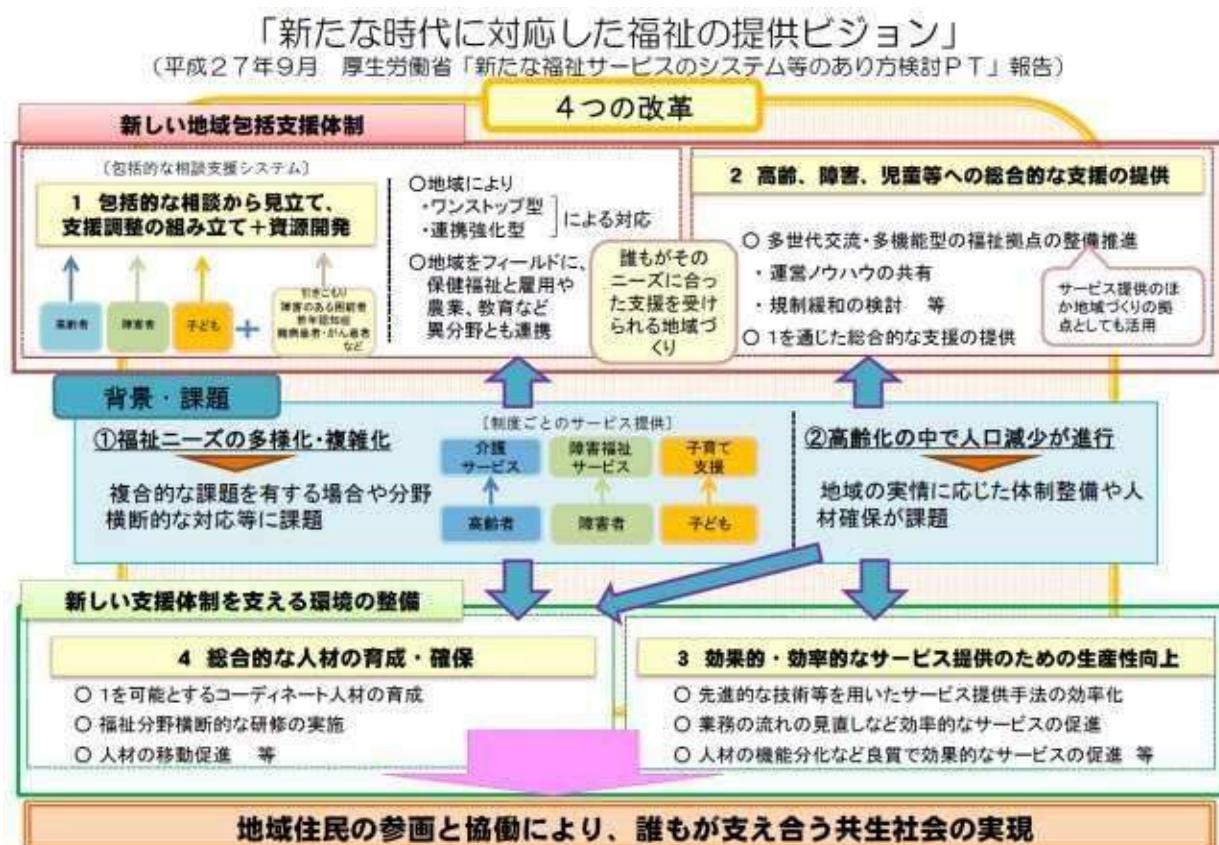 「新たな時代に対応した福祉の提供ビジョン」
（平成２７年９月　厚生労働省「新たな福祉サービスのシステム等のあり方検討ＰＴ」報告）
４つの改革
新しい地域包括支援体制
〔包括的な相談支援システム〕
１ 包括的な相談から見立て、
支援調整の組み立て＋資源開発
高齢者
障害者
子ども
＋
引きこもり
障害のある困窮者
若年認知症
難病患者・がん患者
など
○地域により
・ワンストップ型
・連携強化型
による対応
○地域をフィールドに、
保健福祉と雇用や
農業、教育など
異分野とも連携
誰もがその
ニーズに合っ
た支援を受け
られる地域づ
くり
２ 高齢、障害、児童等への総合的な支援の提供
○ 多世代交流・多機能型の福祉拠点の整備推進
・運営ノウハウの共有
・規制緩和の検討　等
○ １を通じた総合的な支援の提供
サービス提供のほ
か地域づくりの拠
点としても活用
背景・課題
①福祉ニーズの多様化・複雑化
複合的な課題を有する場合や分野
横断的な対応等に課題
〔制度ごとのサービス提供〕
介護
サービス
障害福祉
サービス
子育て
支援
高齢者
障害者
子ども
②高齢化の中で人口減少が進行
地域の実情に応じた体制整備や人
材確保が課題
新しい支援体制を支える環境の整備
４ 総合的な人材の育成・確保
○ １を可能とするコーディネート人材の育成
○ 福祉分野横断的な研修の実施
○ 人材の移動促進　等
３ 効果的・効率的なサービス提供のための生産性向上
○ 先進的な技術等を用いたサービス提供手法の効率化
○ 業務の流れの見直しなど効率的なサービスの促進
○ 人材の機能分化など良質で効果的なサービスの促進 等
地域住民の参画と協働により、誰もが支え合う共生社会の実現